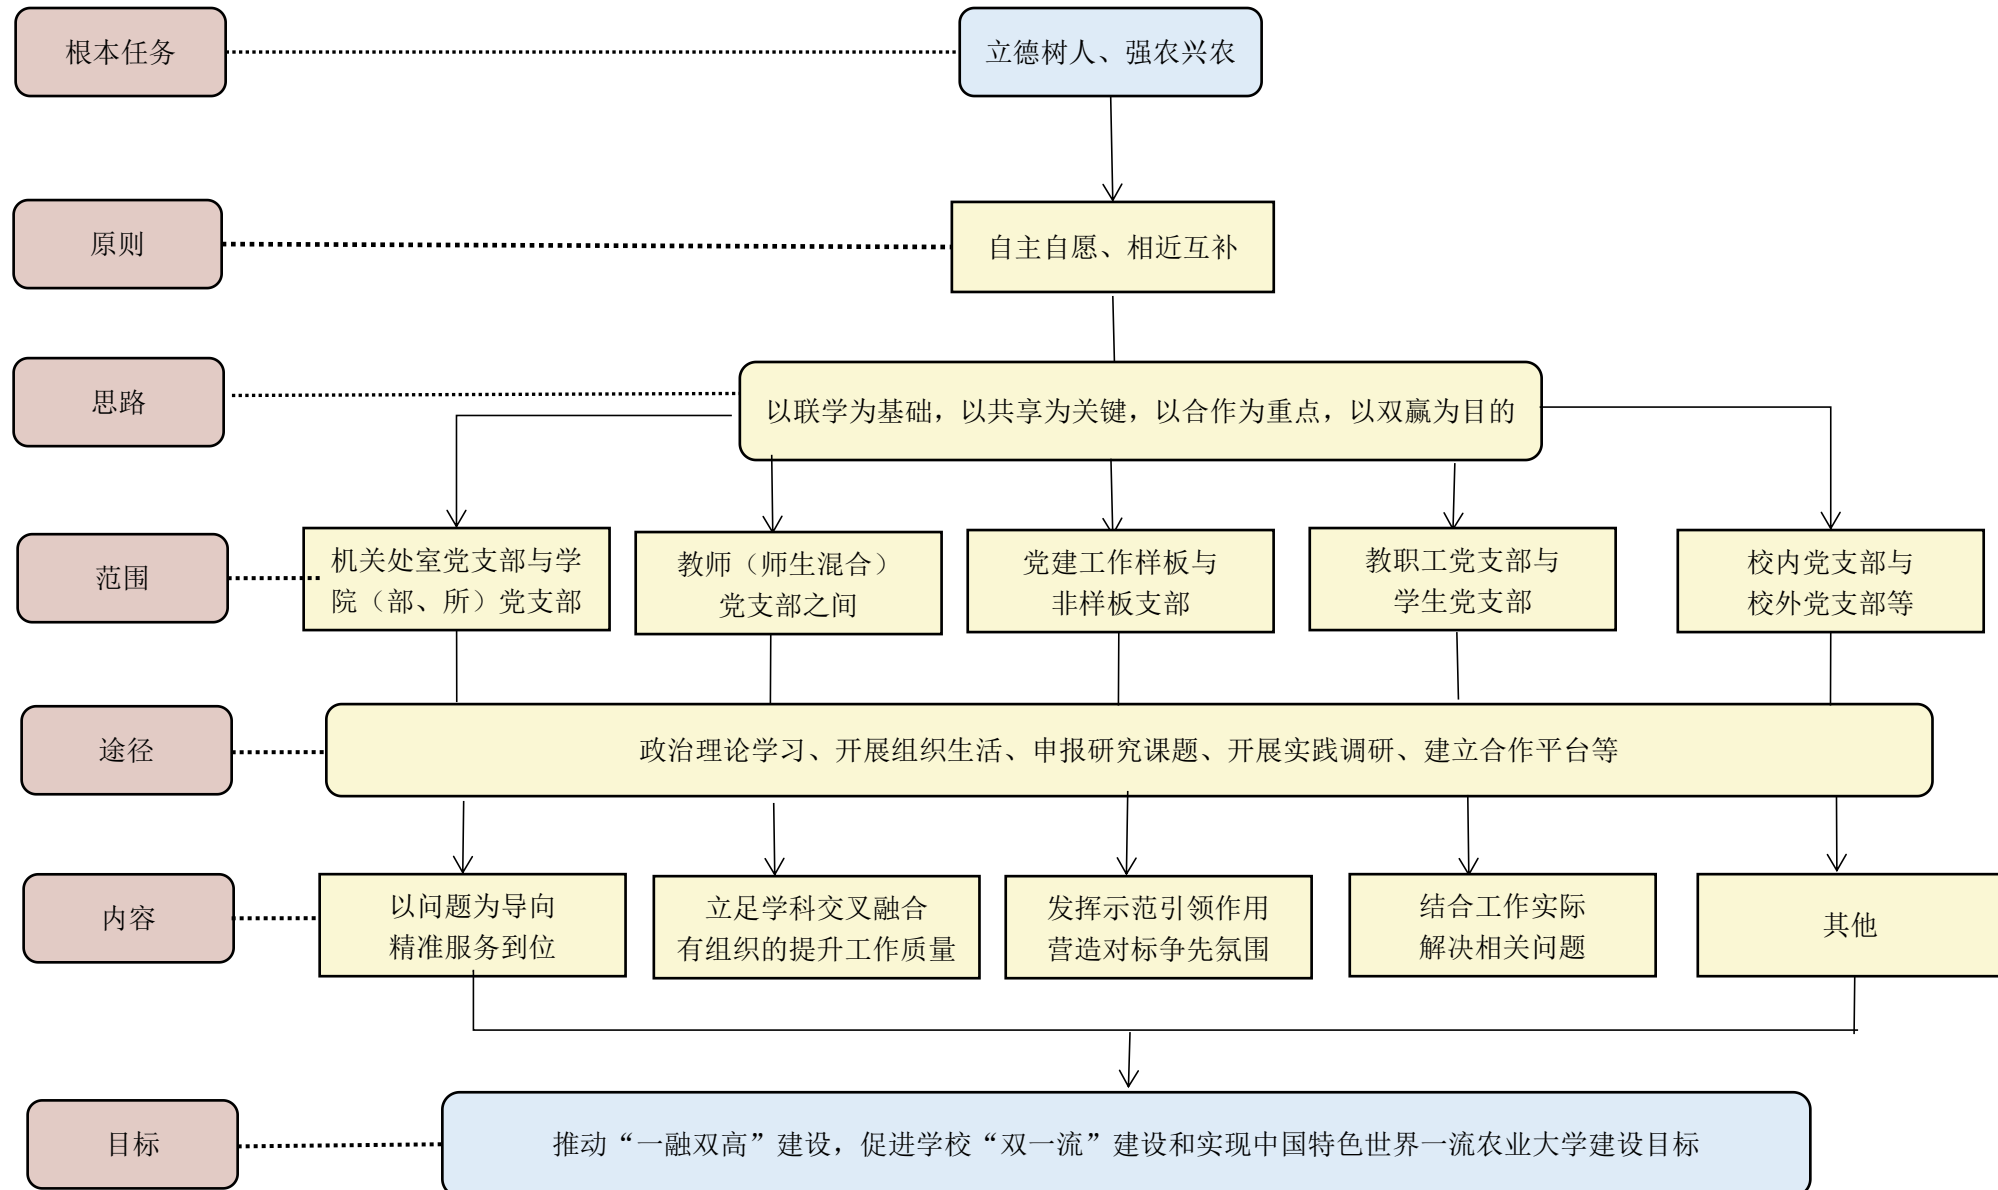 根本任务
立德树人、强农兴农
原则
自主自愿、相近互补
思路
以联学为基础，以共享为关键，以合作为重点，以双赢为目的
范围
机关处室党支部与学
院（部、所）党支部
教师（师生混合）
党支部之间
党建工作样板与
非样板支部
教职工党支部与
学生党支部
校内党支部与
校外党支部等
途径
政治理论学习、开展组织生活、申报研究课题、开展实践调研、建立合作平台等
内容
以问题为导向
精准服务到位
立足学科交叉融合
有组织的提升工作质量
发挥示范引领作用
营造对标争先氛围
结合工作实际
解决相关问题
其他
目标
推动“一融双高”建设，促进学校“双一流”建设和实现中国特色世界一流农业大学建设目标